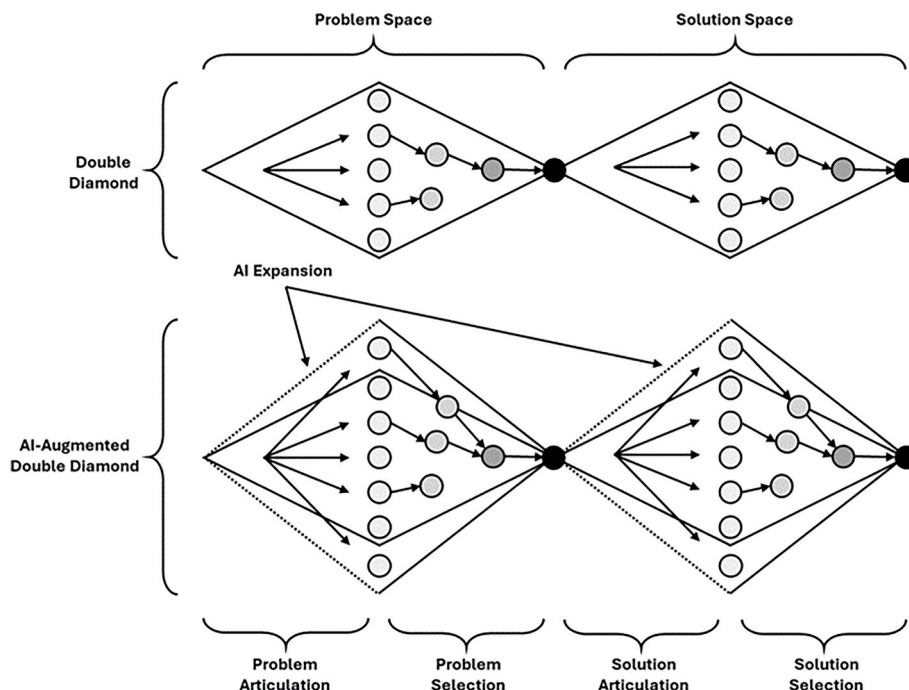 Problem Space
Solution Space
Double
Diamond
AI Expansion
AI-Augmented
Double Diamond
Problem
Articulation
Problem
Selection
Solution
Articulation
Solution
Selection